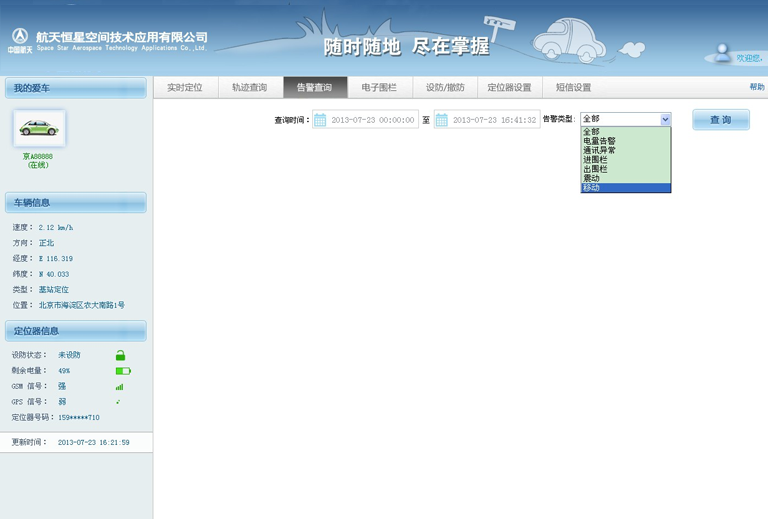 中国航天
航天恒星空间技术应用有限公司
Space Star Aerospace Technology Applications Co.,Ltd.
随时随地 尽在掌握
欢迎您,
我的爱车
实时定位 轨迹查询 告警查询 电子围栏 设防/撤防 定位器设置 短信设置
帮助
查询时间: 2013-07-23 00:00:00 至 2013-07-23 16:41:32 告警类型: 全部 查 询
全部
电量告警
通讯异常
进围栏
出围栏
震动
移动
京A88888
(在线)
车辆信息
速度: 2.12 km/h
方向: 正北
经度: E 116.319
纬度: N 40.033
类型: 基站定位
位置: 北京市海淀区农大南路1号
定位器信息
设防状态: 未设防
剩余电量: 49%
GSM 信号: 强
GPS 信号: 弱
定位器号码: 159*****710
更新时间: 2013-07-23 16:21:59